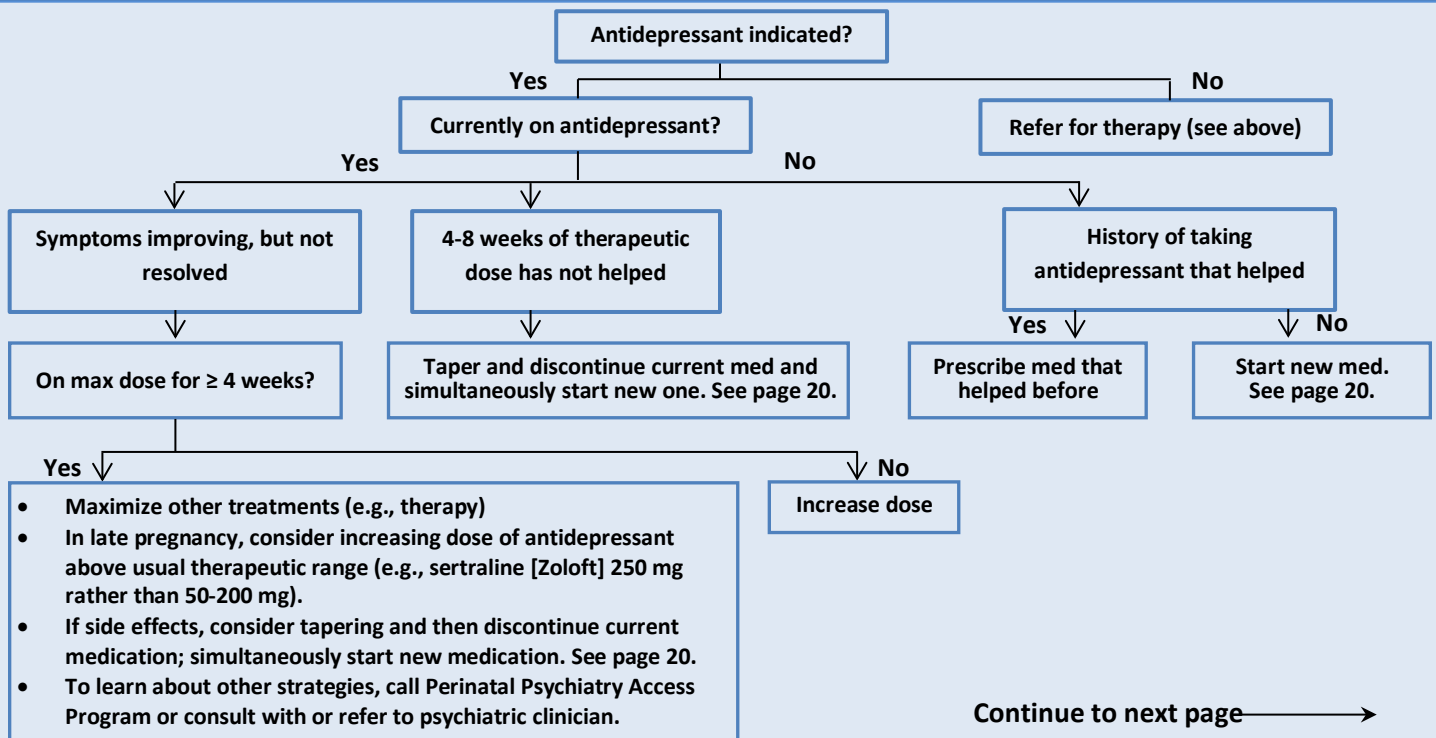 Antidepressant indicated?
Yes
No
Currently on antidepressant?
Refer for therapy (see above)
Yes
No
Symptoms improving, but not
resolved
4-8 weeks of therapeutic
dose has not helped
History of taking
antidepressant that helped
Yes
No
On max dose for ≥ 4 weeks?
Taper and discontinue current med and
simultaneously start new one. See page 20.
Prescribe med that
helped before
Start new med.
See page 20.
Yes
No
• Maximize other treatments (e.g., therapy)
• In late pregnancy, consider increasing dose of antidepressant
above usual therapeutic range (e.g., sertraline [Zoloft] 250 mg
rather than 50-200 mg).
• If side effects, consider tapering and then discontinue current
medication; simultaneously start new medication. See page 20.
• To learn about other strategies, call Perinatal Psychiatry Access
Program or consult with or refer to psychiatric clinician.
Increase dose
Continue to next page